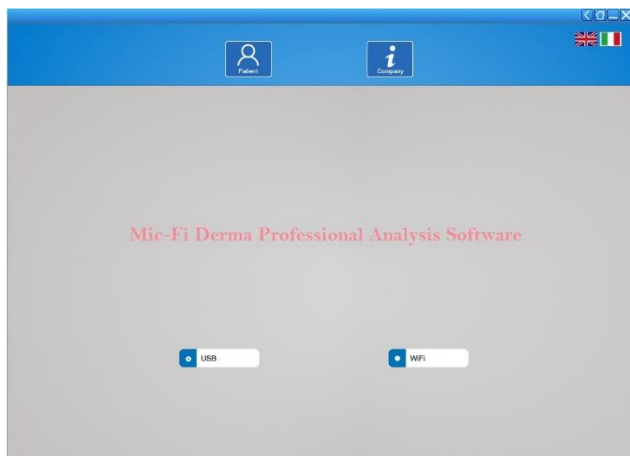 Patient
Company
Mic-Fi Derma Professional Analysis Software
USB
WiFi